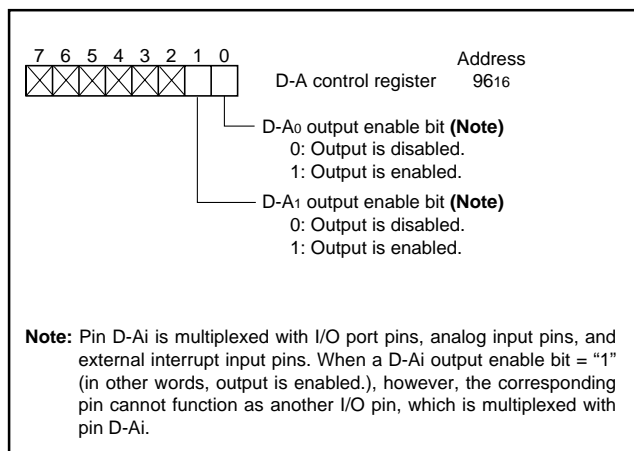 7 6 5 4 3 2 1 0
Address
D-A control register 9616
D-A0 output enable bit (Note)
0: Output is disabled.
1: Output is enabled.
D-A1 output enable bit (Note)
0: Output is disabled.
1: Output is enabled.
Note: Pin D-Ai is multiplexed with I/O port pins, analog input pins, and
external interrupt input pins. When a D-Ai output enable bit = “1”
(in other words, output is enabled.), however, the corresponding
pin cannot function as another I/O pin, which is multiplexed with
pin D-Ai.